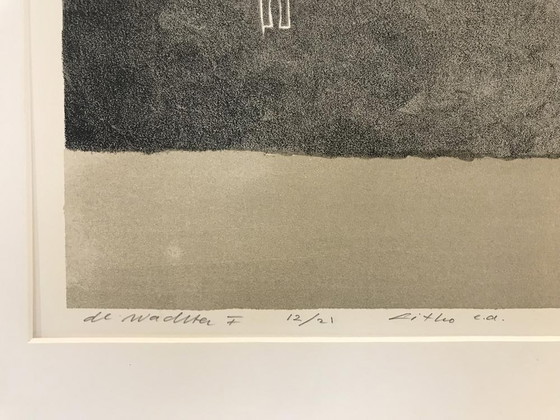 de wachter I 12/21 Litho e.a.